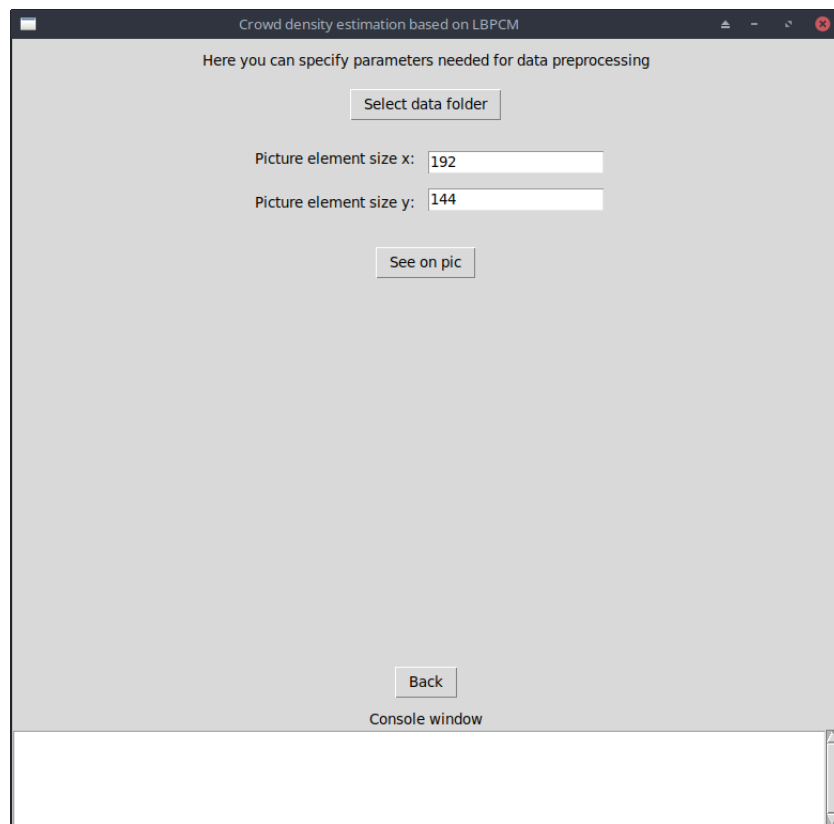 Crowd density estimation based on LBPCM
Here you can specify parameters needed for data preprocessing
Select data folder
Picture element size x: 192
Picture element size y: 144
See on pic
Back
Console window